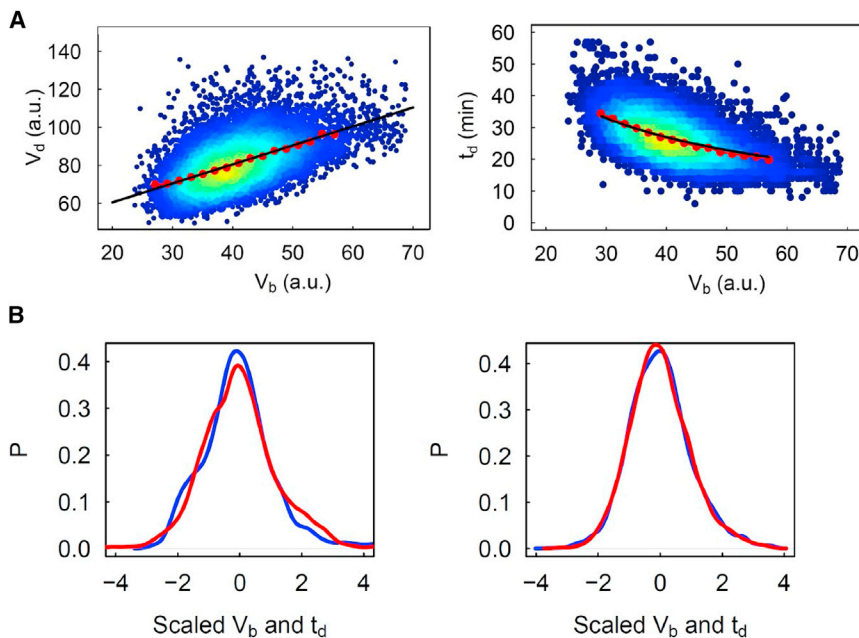 A
V_d (a.u.)
140
120
100
80
60
20 30 40 50 60 70
V_b (a.u.)
t_d (min)
60
50
40
30
20
10
0
20 30 40 50 60 70
V_b (a.u.)
B
P
0.4
0.3
0.2
0.1
0.0
−4 −2 0 2 4
Scaled V_b and t_d
P
0.4
0.3
0.2
0.1
0.0
−4 −2 0 2 4
Scaled V_b and t_d